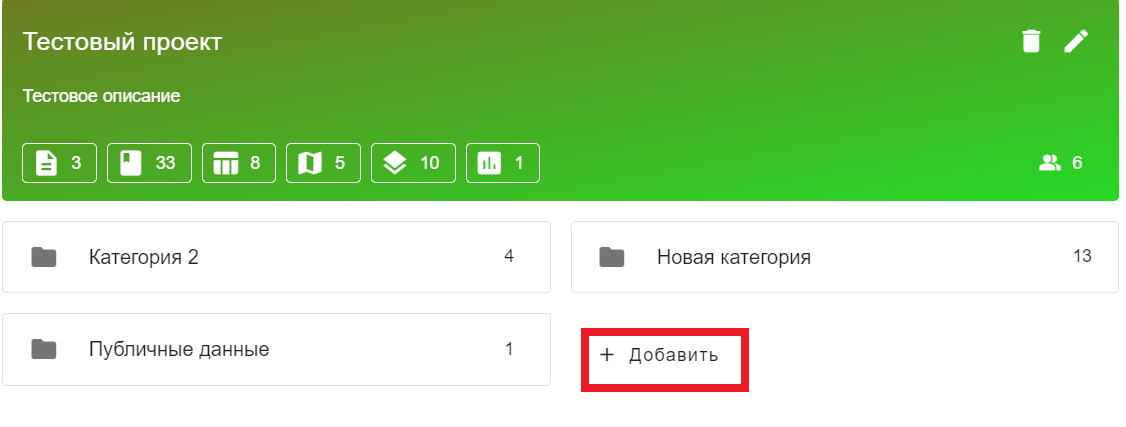 Тестовый проект
Тестовое описание
3 33 8 5 10 1 6
Категория 2 4
Новая категория 13
Публичные данные 1
+ Добавить